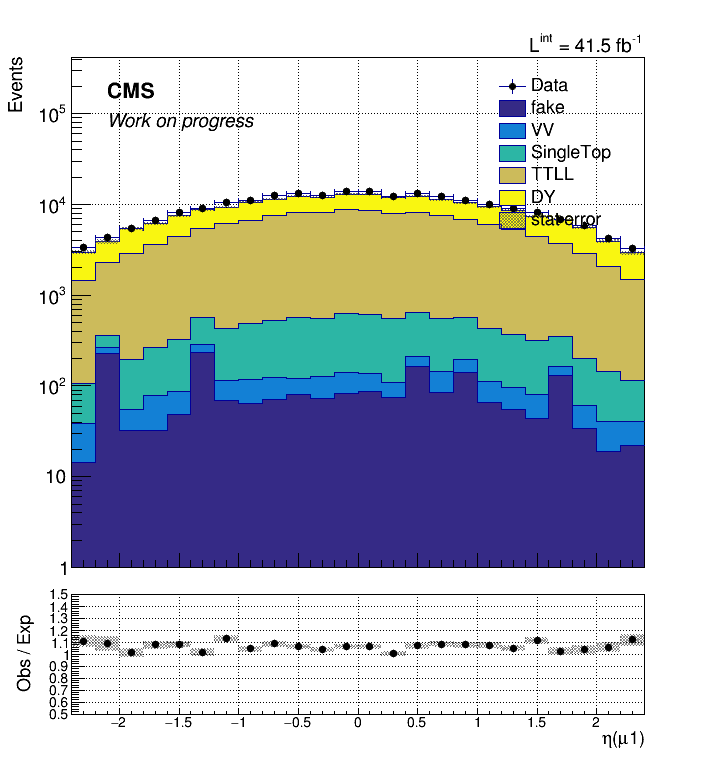 L^int = 41.5 fb^-1
Events
CMS
Work on progress
Data
fake
VV
SingleTop
TTLL
DY
stat error
10^5
10^4
10^3
10^2
10
1
Obs / Exp
1.5
1.4
1.3
1.2
1.1
1
0.9
0.8
0.7
0.6
0.5
−2 −1.5 −1 −0.5 0 0.5 1 1.5 2
η(μ1)